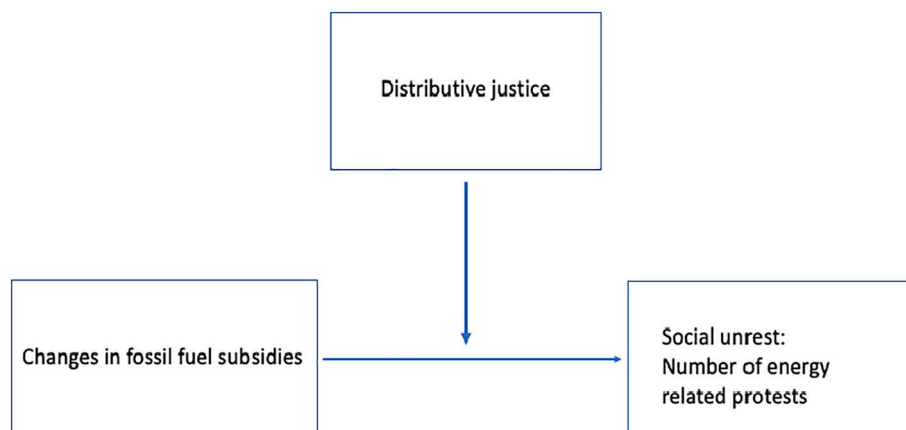 Distributive justice
Changes in fossil fuel subsidies
Social unrest:
Number of energy
related protests